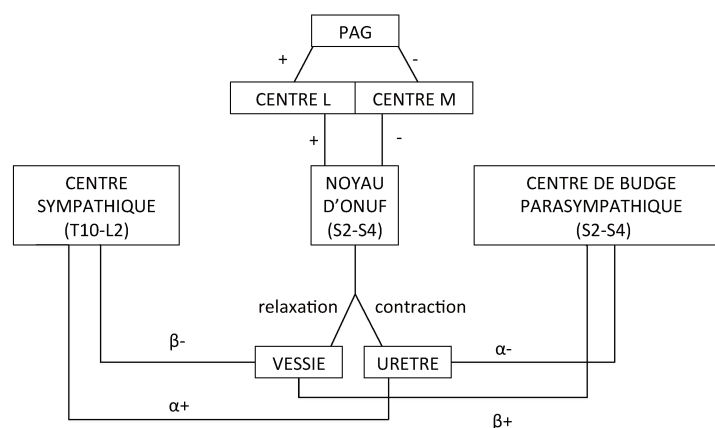 PAG
+
-
CENTRE L
CENTRE M
+
-
CENTRE
SYMPATHIQUE
(T10-L2)
NOYAU
D’ONUF
(S2-S4)
CENTRE DE BUDGE
PARASYMPATHIQUE
(S2-S4)
relaxation
contraction
β-
VESSIE
URETRE
α-
α+
β+